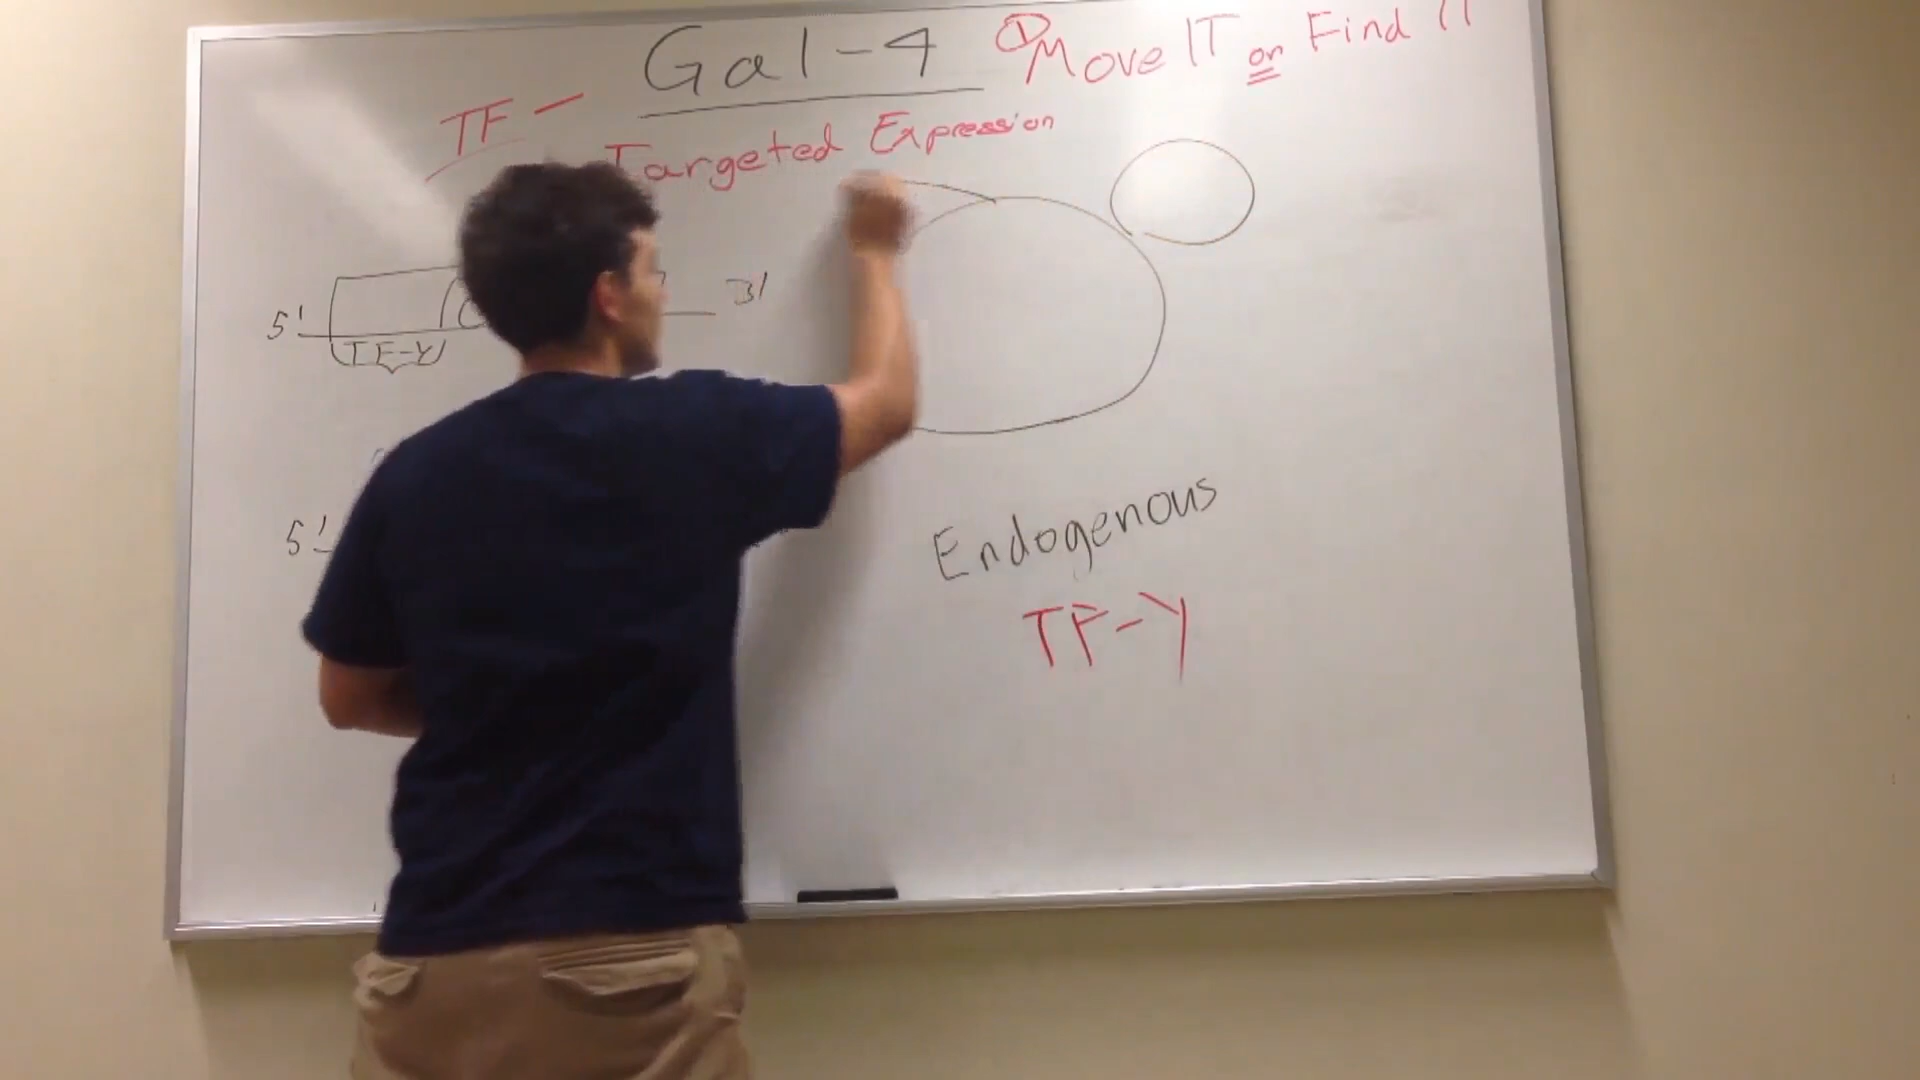 Gal-4
① Move IT or Find IT
TF-
Targeted Expression
5' 3'
TF-Y
5'
Endogenous
TF-Y